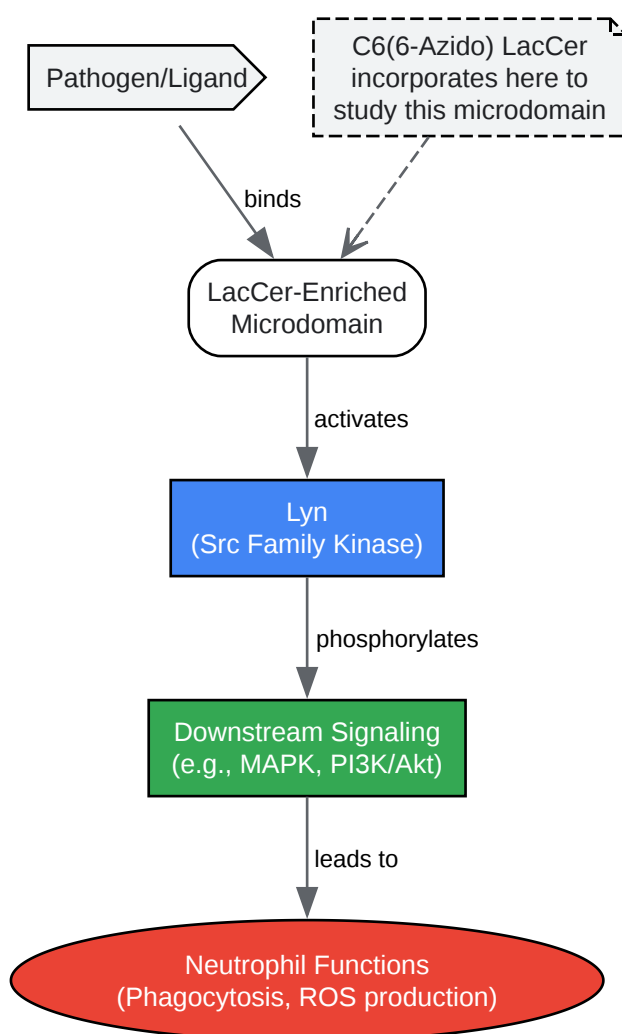 Pathogen/Ligand
C6(6-Azido) LacCer
incorporates here to
study this microdomain
binds
LacCer-Enriched
Microdomain
activates
Lyn
(Src Family Kinase)
phosphorylates
Downstream Signaling
(e.g., MAPK, PI3K/Akt)
leads to
Neutrophil Functions
(Phagocytosis, ROS production)